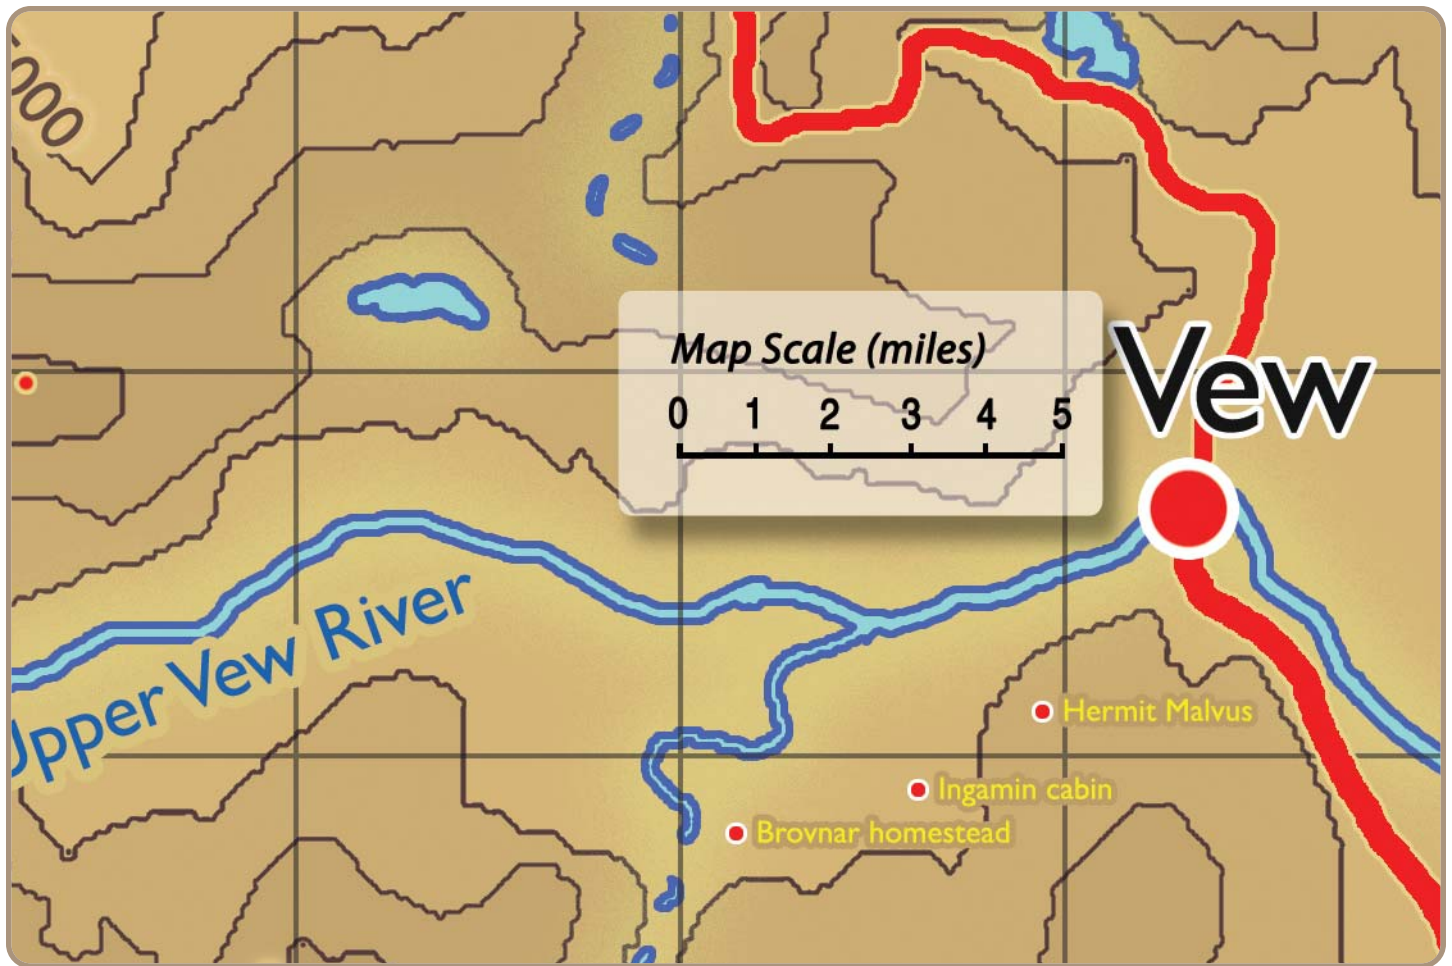 000
Map Scale (miles)
0 1 2 3 4 5
Vew
Upper Vew River
Hermit Malvus
Ingamin cabin
Brovnar homestead